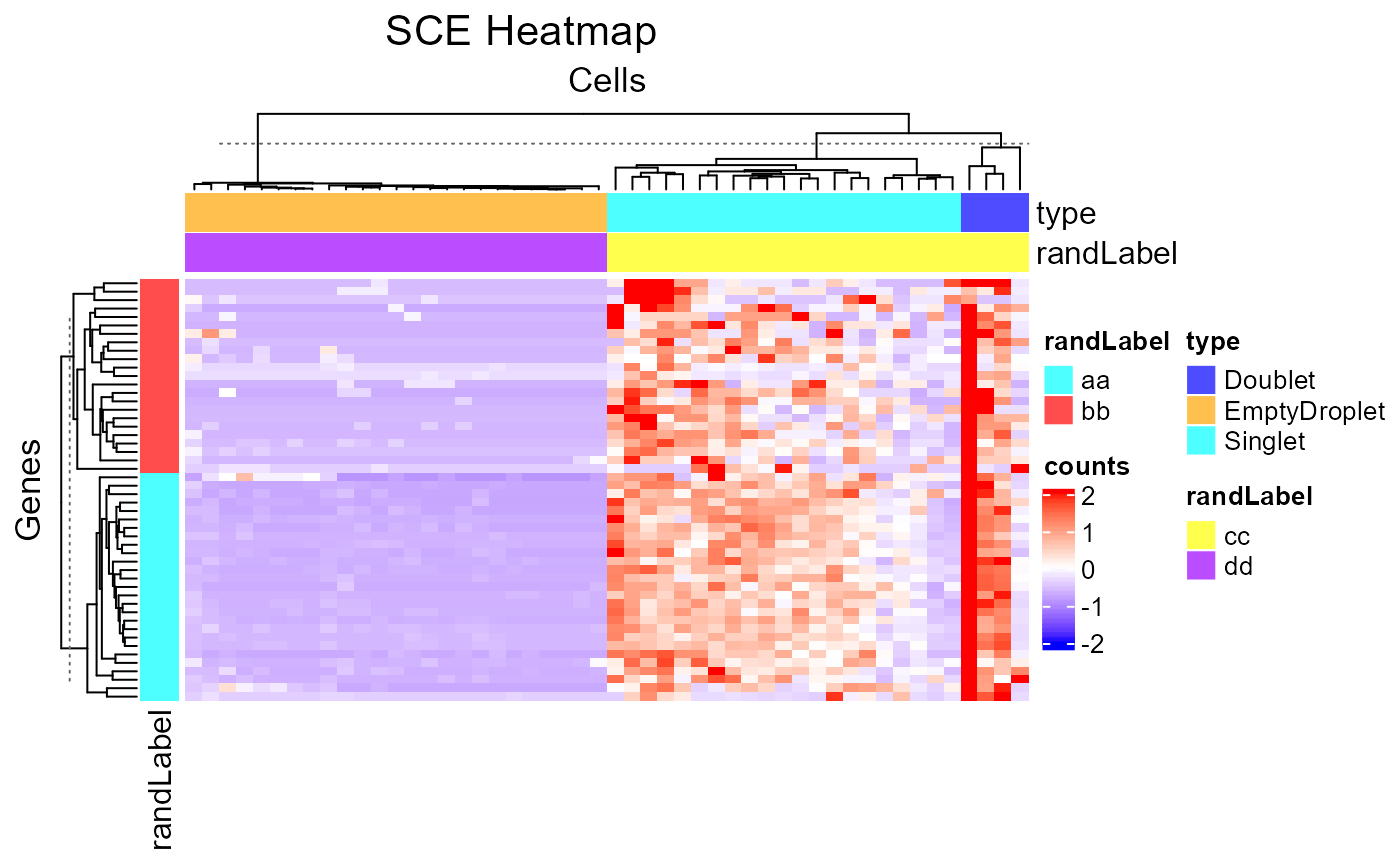 SCE Heatmap
Cells
type
randLabel
Genes
randLabel
randLabel
aa
bb
counts
2
1
0
-1
-2
type
Doublet
EmptyDroplet
Singlet
randLabel
cc
dd